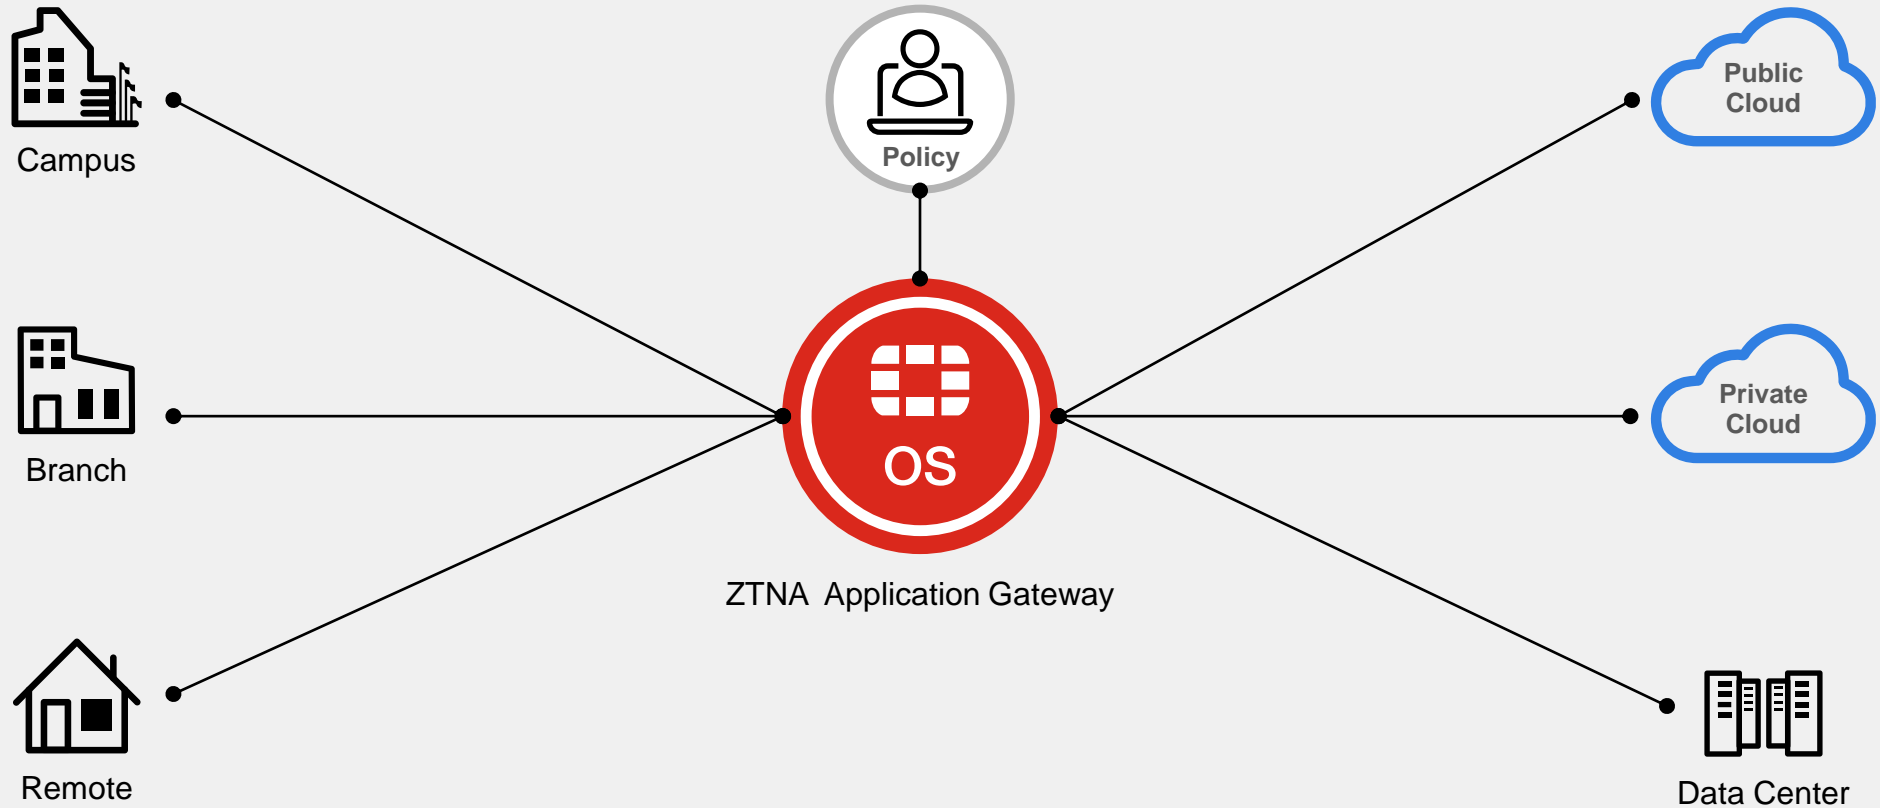 Campus
Policy
Public
Cloud
Branch
OS
Private
Cloud
ZTNA  Application Gateway
Remote
Data Center